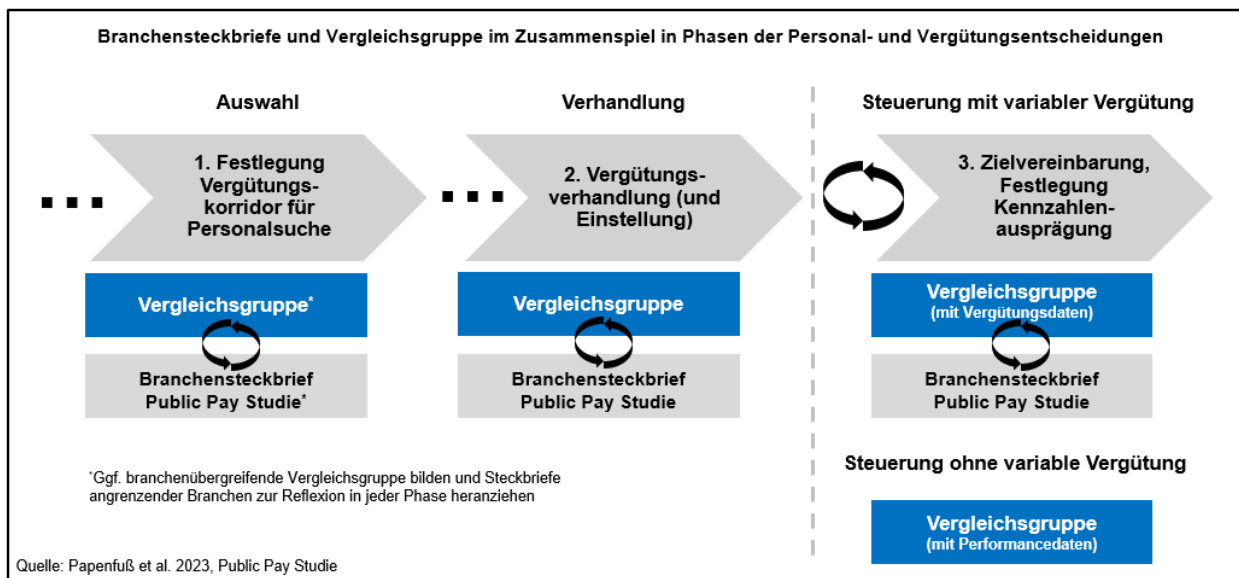 Branchensteckbriefe und Vergleichsgruppe im Zusammenspiel in Phasen der Personal- und Vergütungsentscheidungen
Auswahl
1. Festlegung
Vergütungs-
korridor für
Personalsuche
Vergleichsgruppe*
Branchensteckbrief
Public Pay Studie*
Verhandlung
2. Vergütungs-
verhandlung (und
Einstellung)
Vergleichsgruppe
Branchensteckbrief
Public Pay Studie
Steuerung mit variabler Vergütung
3. Zielvereinbarung,
Festlegung
Kennzahlen-
ausprägung
Vergleichsgruppe
(mit Vergütungsdaten)
Branchensteckbrief
Public Pay Studie
Steuerung ohne variable Vergütung
Vergleichsgruppe
(mit Performancedaten)
*Ggf. branchenübergreifende Vergleichsgruppe bilden und Steckbriefe
angrenzender Branchen zur Reflexion in jeder Phase heranziehen
Quelle: Papenfuß et al. 2023, Public Pay Studie